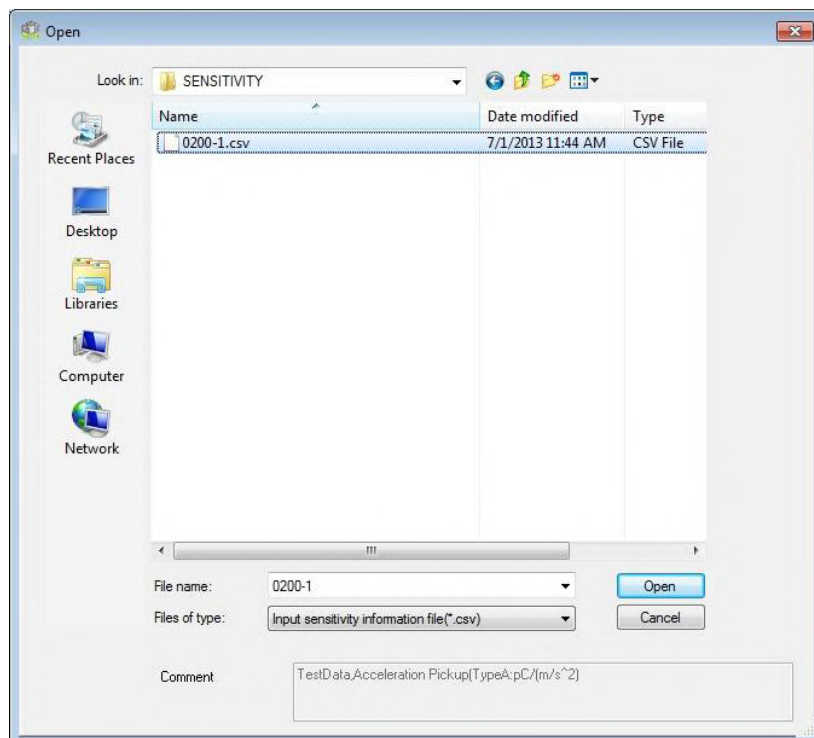 Open
Look in: SENSITIVITY
Name Date modified Type
0200-1.csv 7/1/2013 11:44 AM CSV File
Recent Places
Desktop
Libraries
Computer
Network
File name: 0200-1 Open
Files of type: Input sensitivity information file(*.csv) Cancel
Comment TestData,Acceleration Pickup(TypeA:pC/(m/s^2)